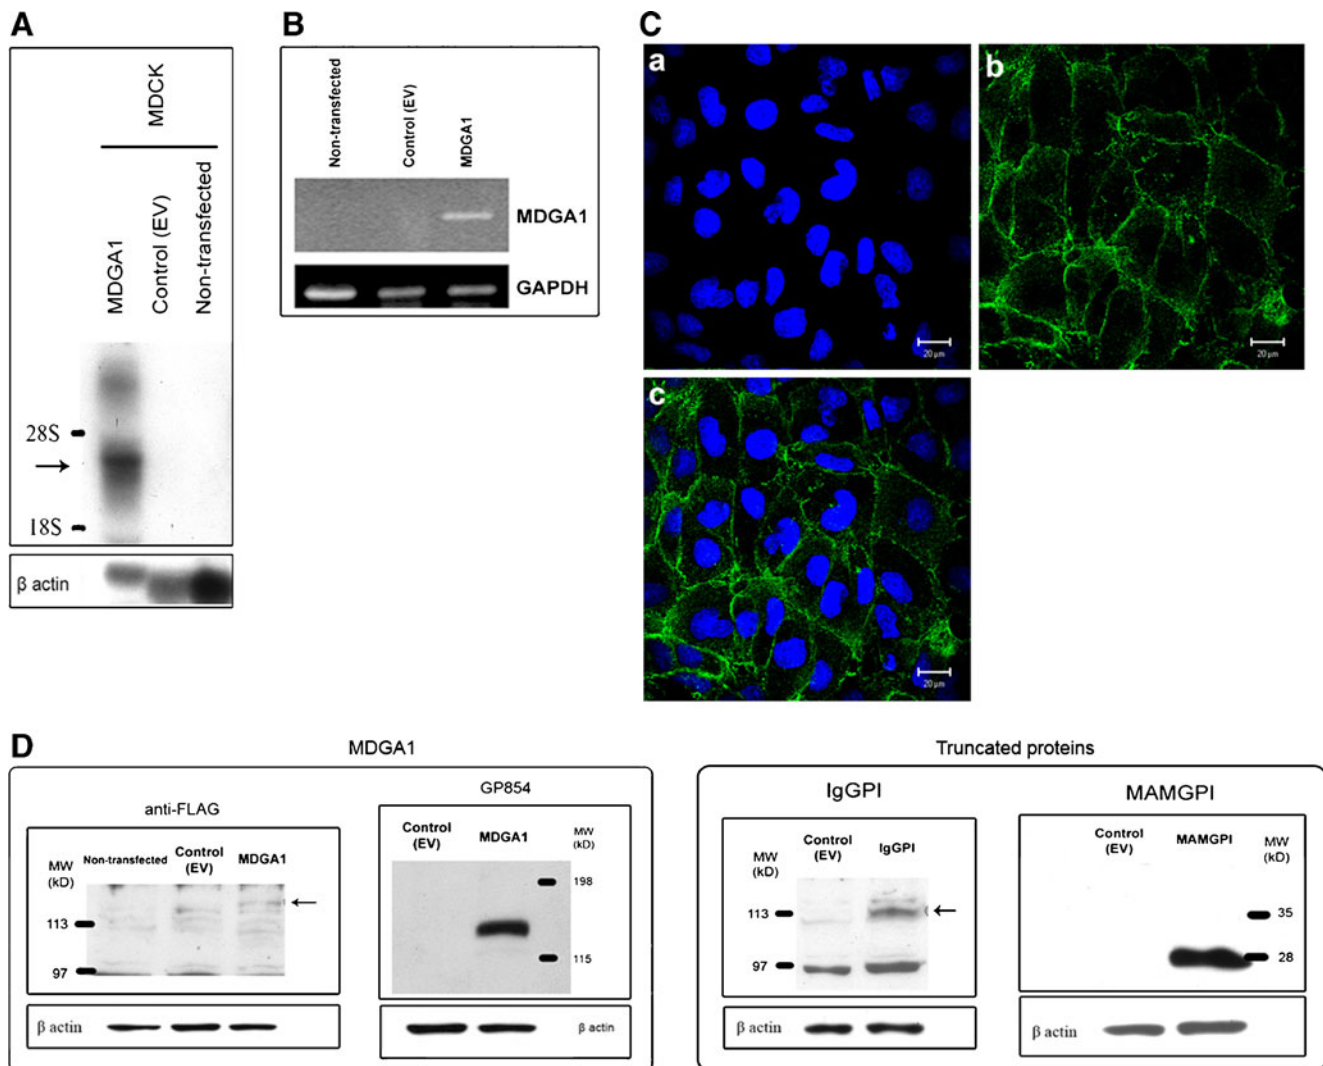 A
MDCK
MDGA1
Control (EV)
Non-transfected
28S
18S
β actin
B
Non-transfected
Control (EV)
MDGA1
MDGA1
GAPDH
C
a
20 µm
b
20 µm
c
20 µm
D
MDGA1
anti-FLAG
MW
(kD)
Non-transfected
Control
(EV)
MDGA1
113
97
β actin
GP854
Control
(EV)
MDGA1
MW
(kD)
198
115
β actin
Truncated proteins
IgGPI
MW
(kD)
Control
(EV)
IgGPI
113
97
β actin
MAMGPI
Control
(EV)
MAMGPI
MW
(kD)
35
28
β actin